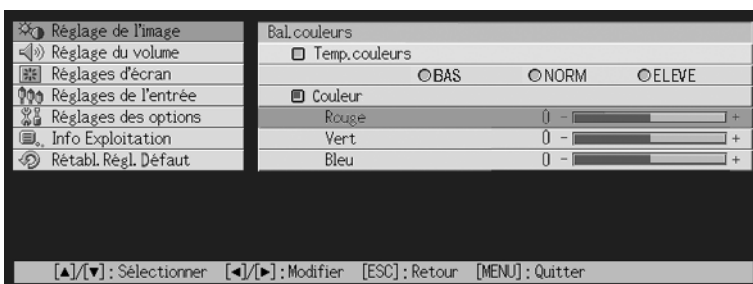 Réglage de l'image
Réglage du volume
Réglages d'écran
Réglages de l'entrée
Réglages des options
Info Exploitation
Rétabl. Régl. Défaut
Bal.couleurs
Temp.couleurs
BAS NORM ELEVE
Couleur
Rouge 0 - +
Vert 0 - +
Bleu 0 - +
[▲]/[▼] : Sélectionner [◄]/[►] : Modifier [ESC] : Retour [MENU] : Quitter